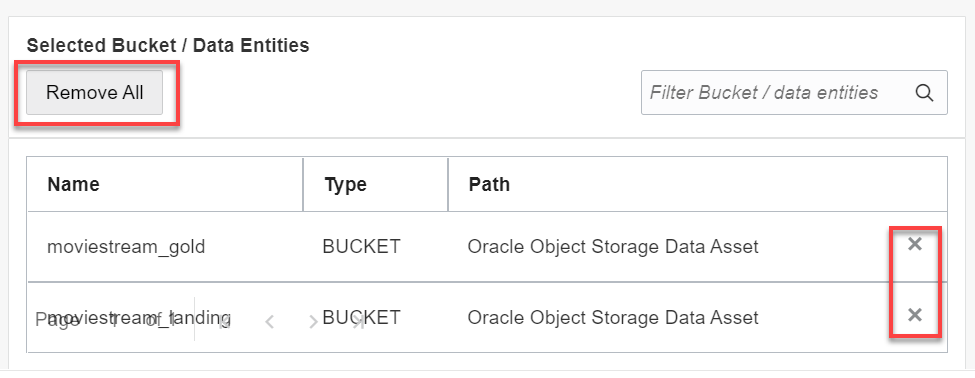 Selected Bucket / Data Entities
Remove All
Filter Bucket / data entities
Name Type Path
moviestream_gold BUCKET Oracle Object Storage Data Asset
moviestream_landing BUCKET Oracle Object Storage Data Asset
Page 1 of 1